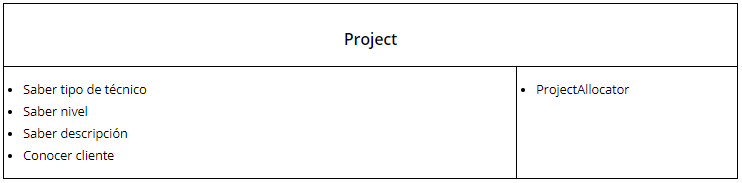 Project
• Saber tipo de técnico
• Saber nivel
• Saber descripción
• Conocer cliente
• ProjectAllocator